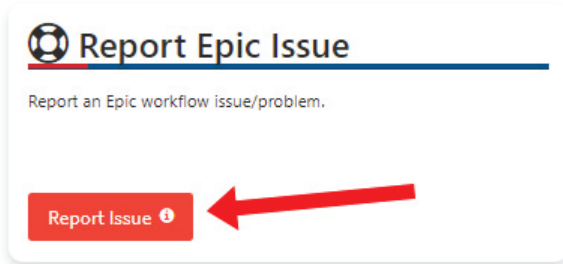 Report Epic Issue
Report an Epic workflow issue/problem.
Report Issue